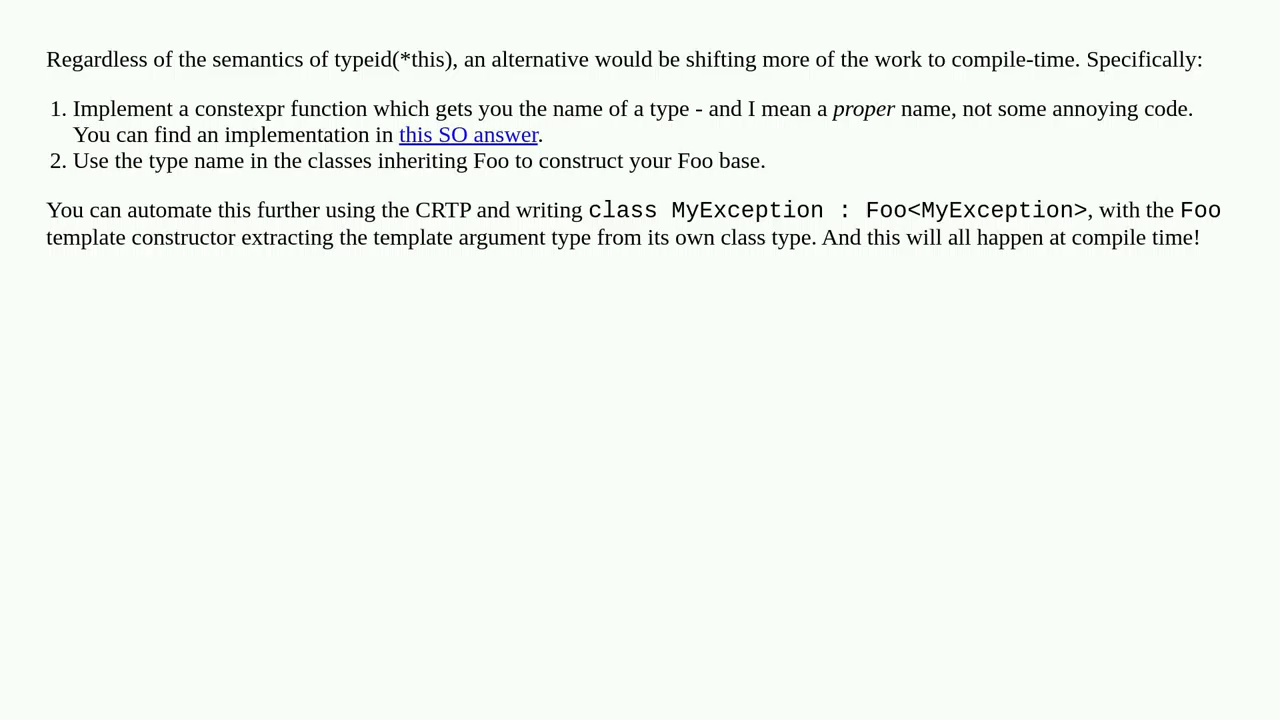 Regardless of the semantics of typeid(*this), an alternative would be shifting more of the work to compile-time. Specifically:
1. Implement a constexpr function which gets you the name of a type - and I mean a proper name, not some annoying code.
You can find an implementation in this SO answer.
2. Use the type name in the classes inheriting Foo to construct your Foo base.
You can automate this further using the CRTP and writing class MyException : Foo<MyException>, with the Foo
template constructor extracting the template argument type from its own class type. And this will all happen at compile time!